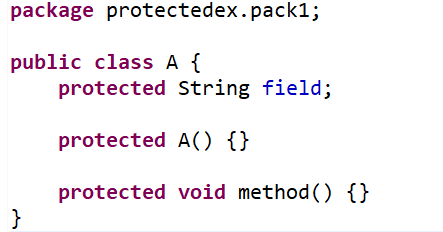 package protectedex.pack1;
public class A {
protected String field;
protected A() {}
protected void method() {}
}